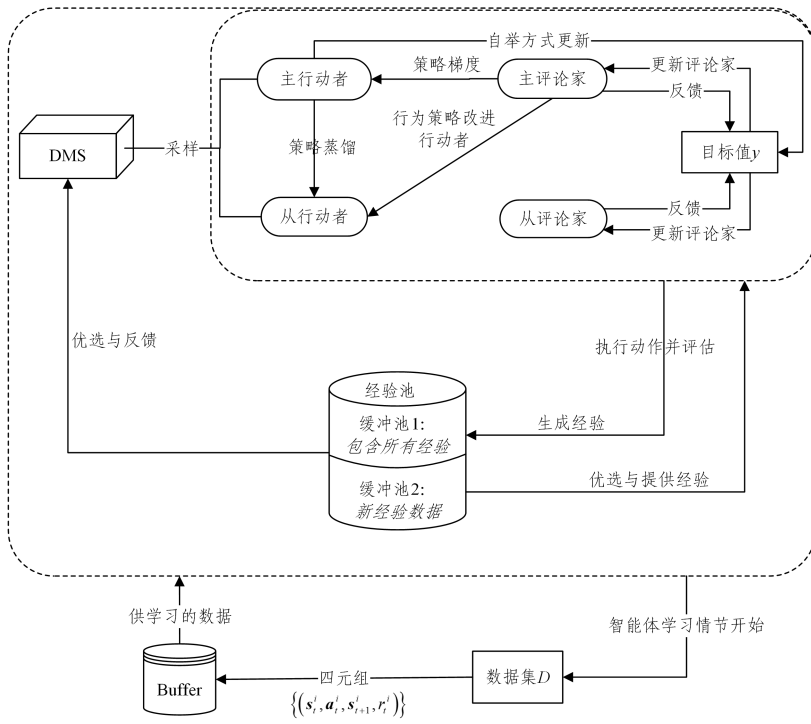 自举方式更新
主行动者
策略梯度
主评论家
更新评论家
反馈
DMS
采样
策略蒸馏
行为策略改进
行动者
目标值y
从行动者
从评论家
反馈
更新评论家
优选与反馈
执行动作并评估
经验池
缓冲池1:
包含所有经验
生成经验
缓冲池2:
新经验数据
优选与提供经验
供学习的数据
智能体学习情节开始
Buffer
四元组
数据集D
{(s_t^i, a_t^i, s_{t+1}^i, r_t^i)}